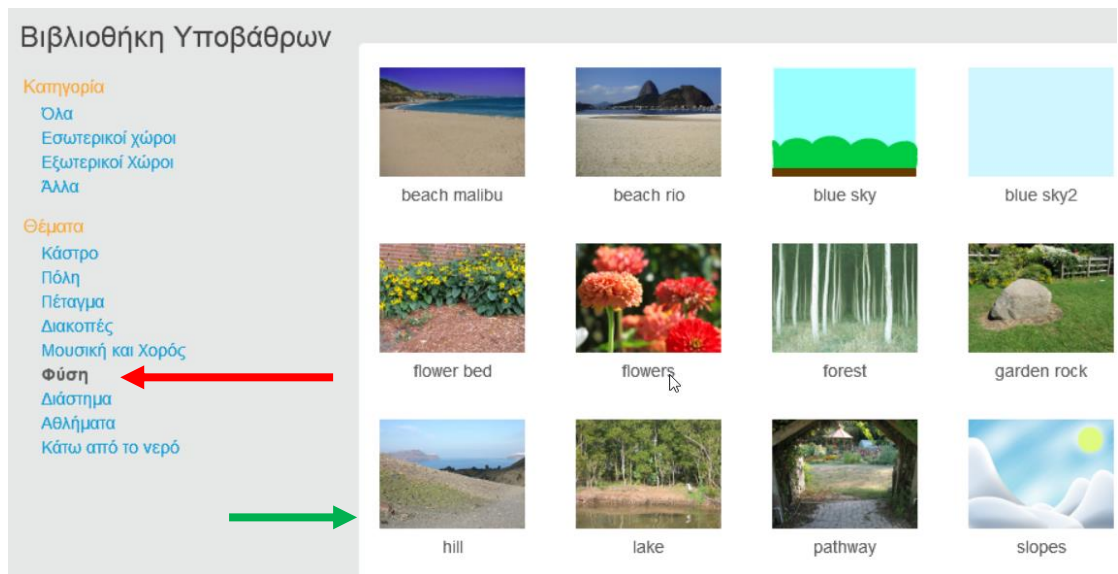 Βιβλιοθήκη Υποβάθρων
Κατηγορία
Όλα
Εσωτερικοί χώροι
Εξωτερικοί Χώροι
Άλλα
Θέματα
Κάστρο
Πόλη
Πέταγμα
Διακοπές
Μουσική και Χορός
Φύση
Διάστημα
Αθλήματα
Κάτω από το νερό
beach malibu
beach rio
blue sky
blue sky2
flower bed
flowers
forest
garden rock
hill
lake
pathway
slopes